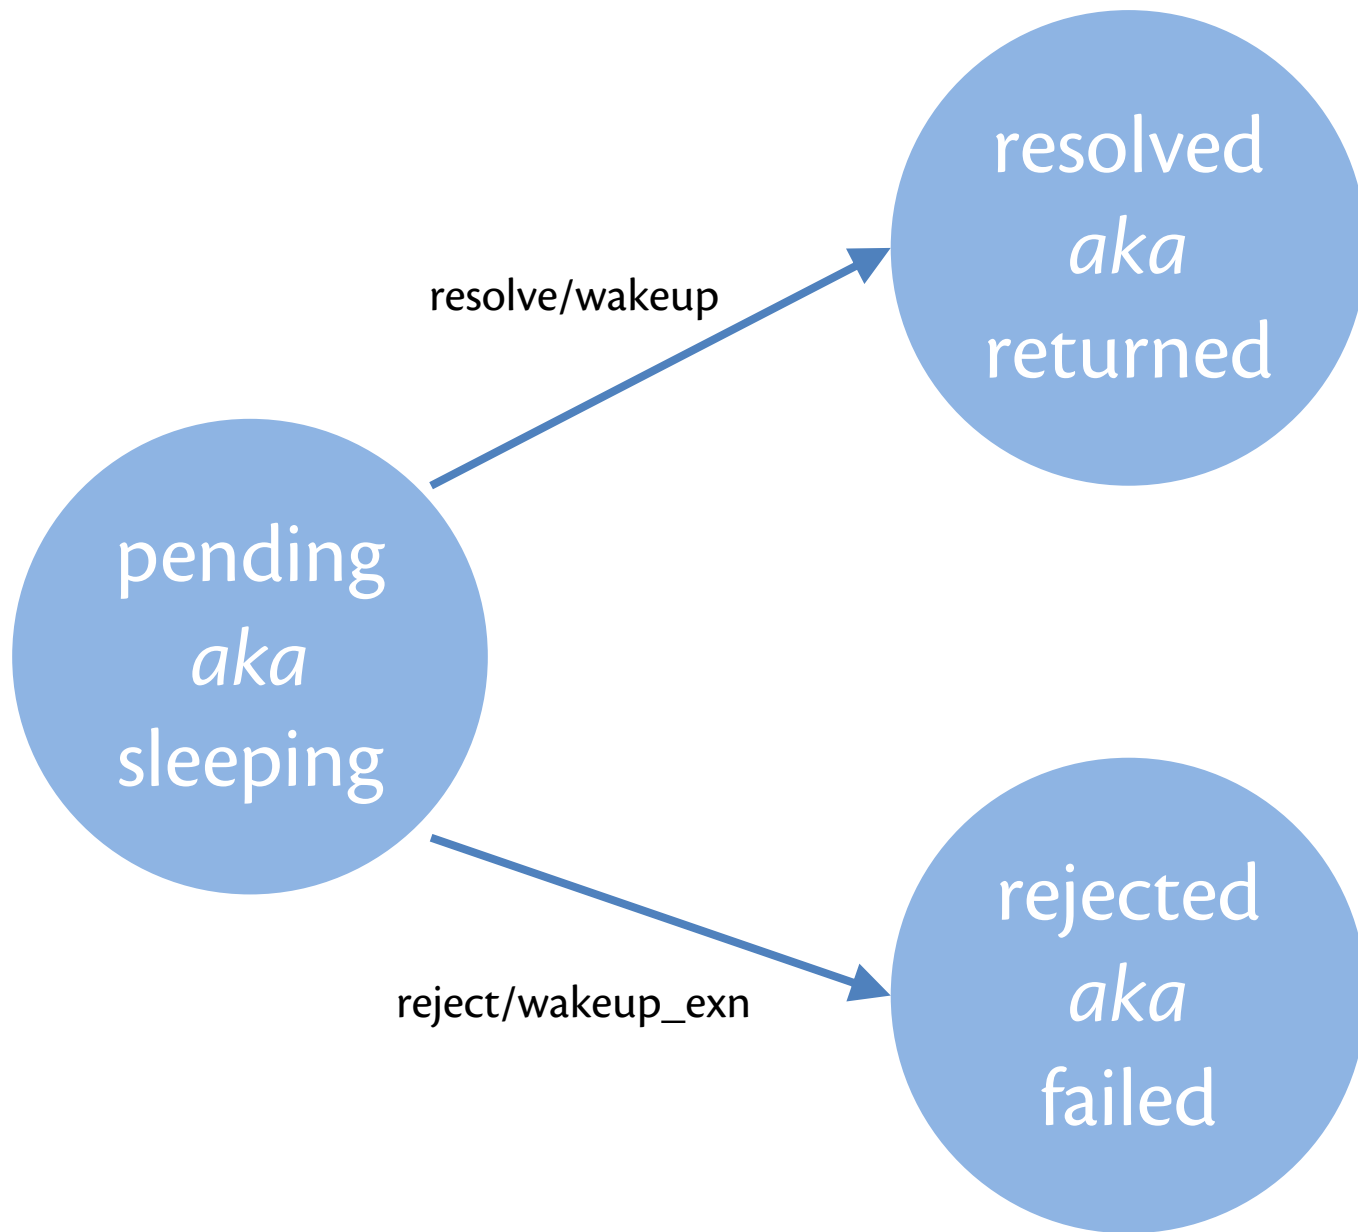 resolved
aka
returned
resolve/wakeup
pending
aka
sleeping
reject/wakeup_exn
rejected
aka
failed